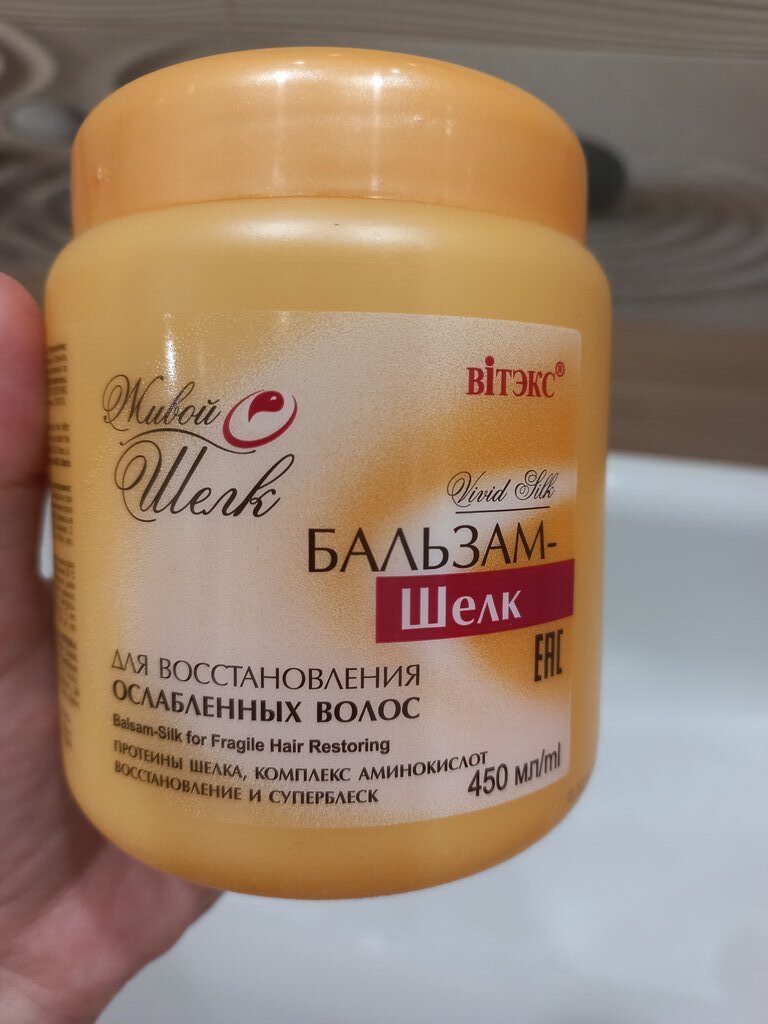 Живой
Шелк
ВІТЭКС®
Vivid Silk
БАЛЬЗАМ-
Шелк
EAC
ДЛЯ ВОССТАНОВЛЕНИЯ
ОСЛАБЛЕННЫХ ВОЛОС
Balsam-Silk for Fragile Hair Restoring
ПРОТЕИНЫ ШЕЛКА, КОМПЛЕКС АМИНОКИСЛОТ
ВОССТАНОВЛЕНИЕ И СУПЕРБЛЕСК
450 мл/ml